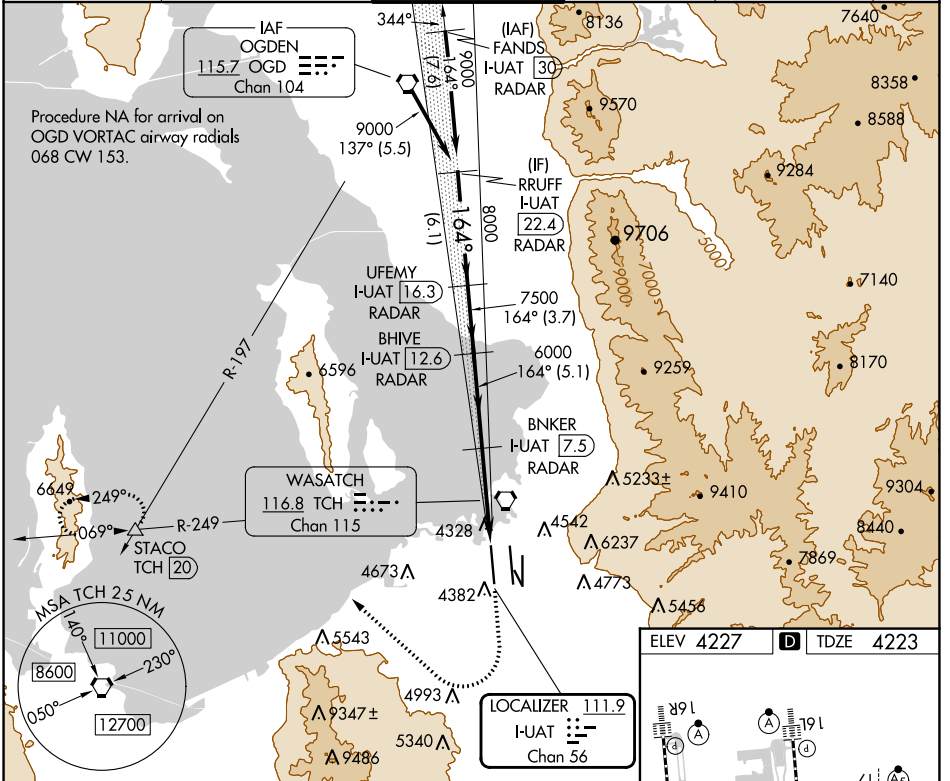 IAF
OGDEN
115.7 OGD
Chan 104
Procedure NA for arrival on
OGD VORTAC airway radials
068 CW 153.
344°
(7.6)
164°
9000
(IAF)
FANDS
I-UAT 30
RADAR
8136
7640
8358
9570
8588
9000
137° (5.5)
9284
(IF)
RRUFF
I-UAT
22.4
RADAR
(6.1)
164°
8000
9706
5000
7000
9000
UFEMY
I-UAT 16.3
RADAR
7140
7500
164° (3.7)
BHIVE
I-UAT 12.6
RADAR
6000
164° (5.1)
R-197
6596
9259
8170
BNKER
I-UAT 7.5
RADAR
5233±
WASATCH
116.8 TCH
Chan 115
9410
9304
6649
249°
069°
R-249
STACO
TCH 20
4328
4542
6237
8440
7869
4673
4382
4773
5456
MSA TCH 25 NM
140°
11000
8600
230°
050°
12700
5543
4993
9347±
5340
9486
LOCALIZER 111.9
I-UAT
Chan 56
ELEV 4227
D
TDZE 4223
16R
A
A
16L
P
P
17
A5